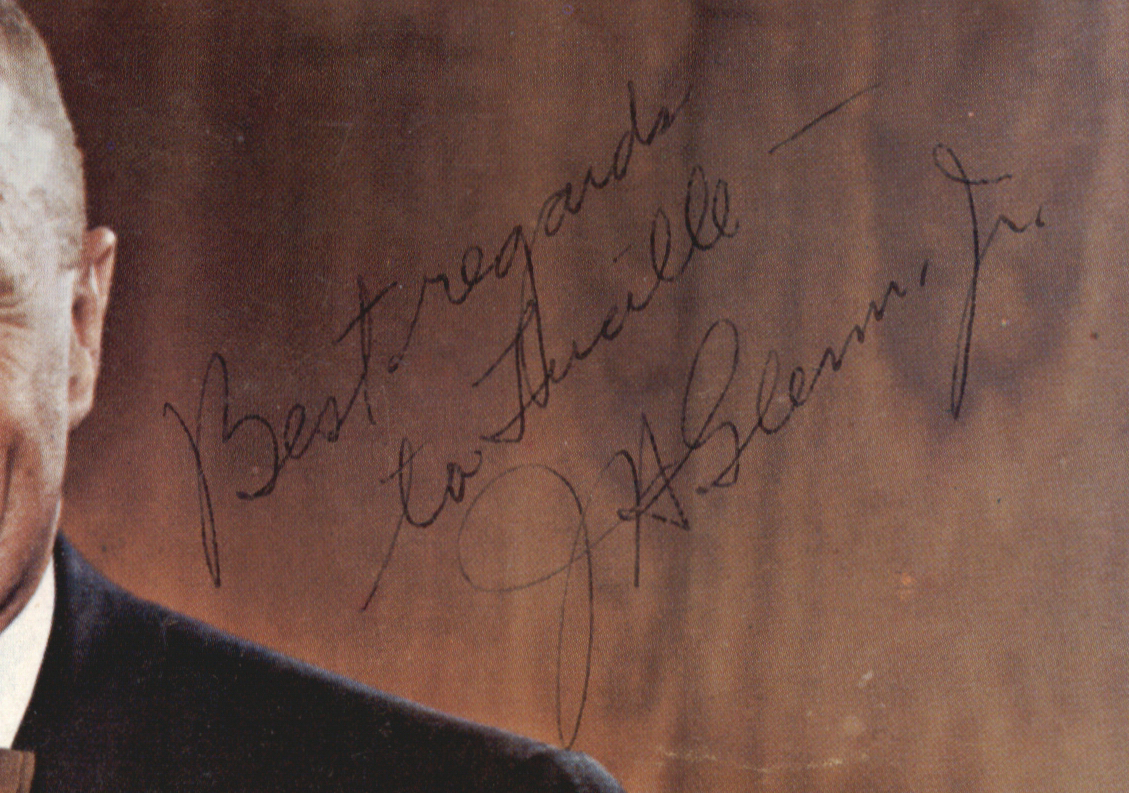 Best regards
to Lucille —
J H Glenn, Jr.